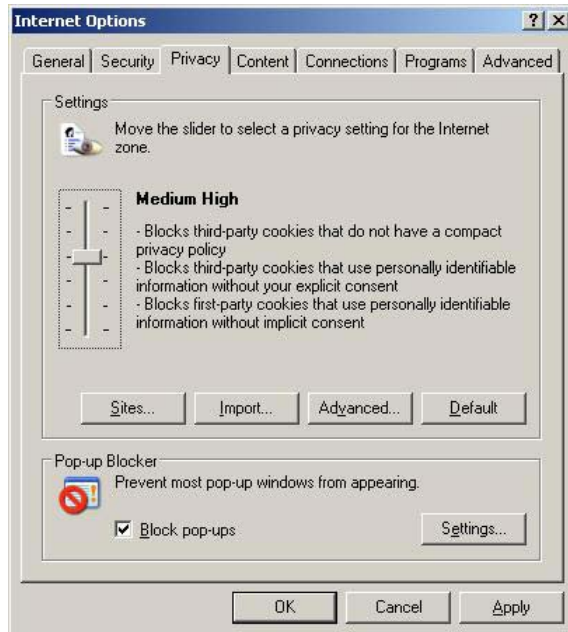 Internet Options
General Security Privacy Content Connections Programs Advanced
Settings
Move the slider to select a privacy setting for the Internet
zone.
Medium High
- Blocks third-party cookies that do not have a compact
privacy policy
- Blocks third-party cookies that use personally identifiable
information without your explicit consent
- Blocks first-party cookies that use personally identifiable
information without implicit consent
Sites... Import... Advanced... Default
Pop-up Blocker
Prevent most pop-up windows from appearing.
Block pop-ups Settings...
OK Cancel Apply